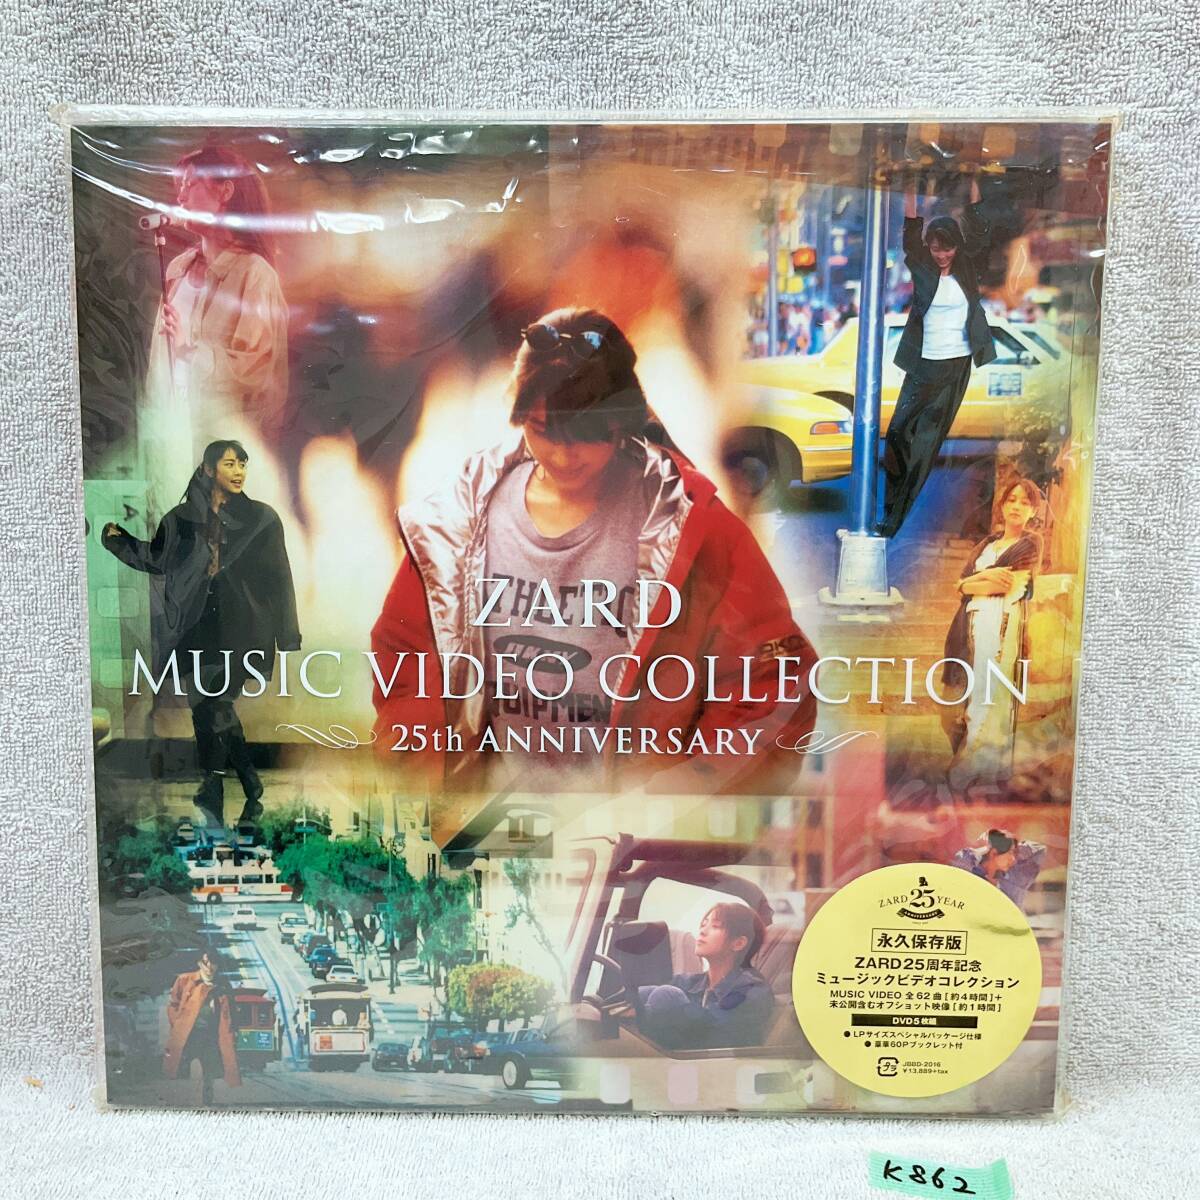 ZARD
MUSIC VIDEO COLLECTION
25th ANNIVERSARY
ZARD 25 YEAR
ANNIVERSARY
永久保存版
ZARD25周年記念
ミュージックビデオコレクション
MUSIC VIDEO 全62曲[約4時間]+
未公開含むオフショット映像[約1時間]
DVD5枚組
●LPサイズスペシャルパッケージ仕様
●豪華60Pブックレット付
プラ
JBBD-2016
¥13,889+tax
K862